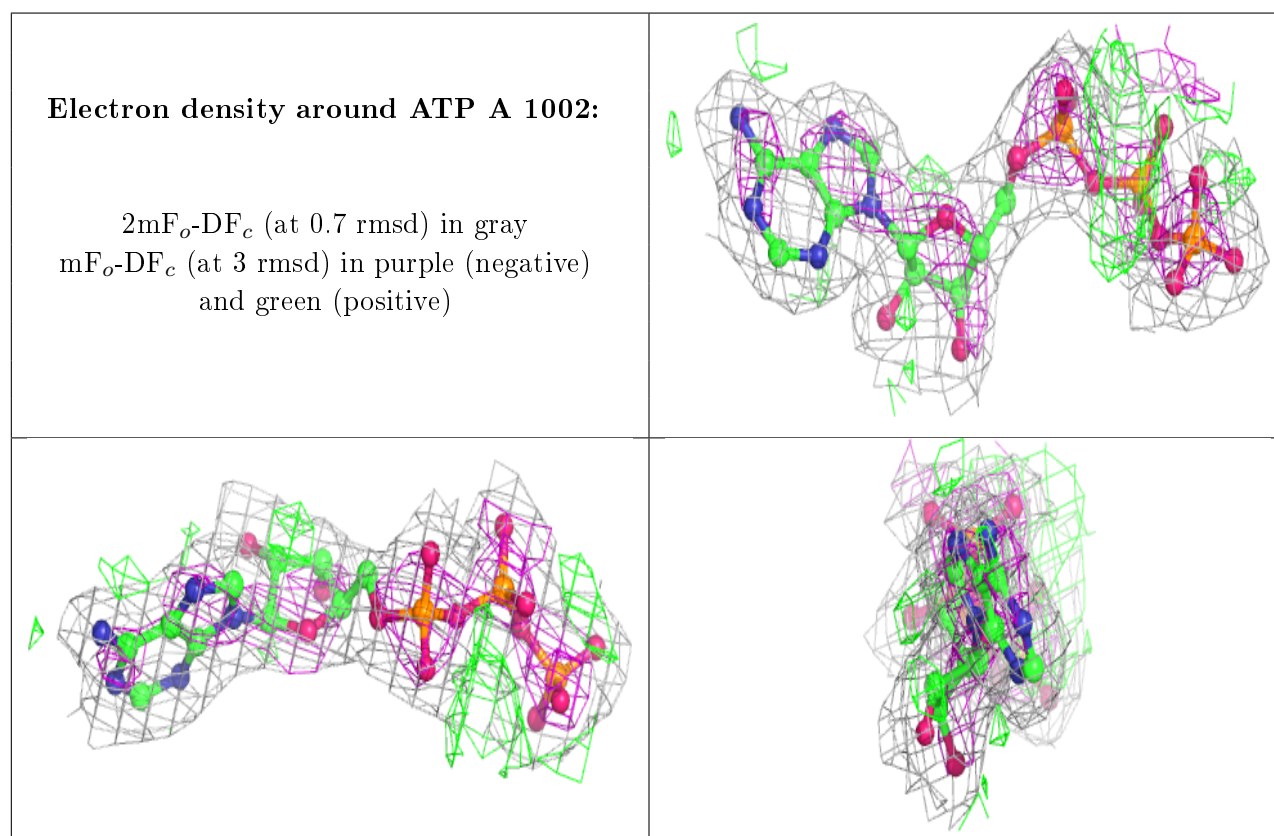 Electron density around ATP A 1002:
2mFₒ-DF𝒸 (at 0.7 rmsd) in gray
mFₒ-DF𝒸 (at 3 rmsd) in purple (negative)
and green (positive)